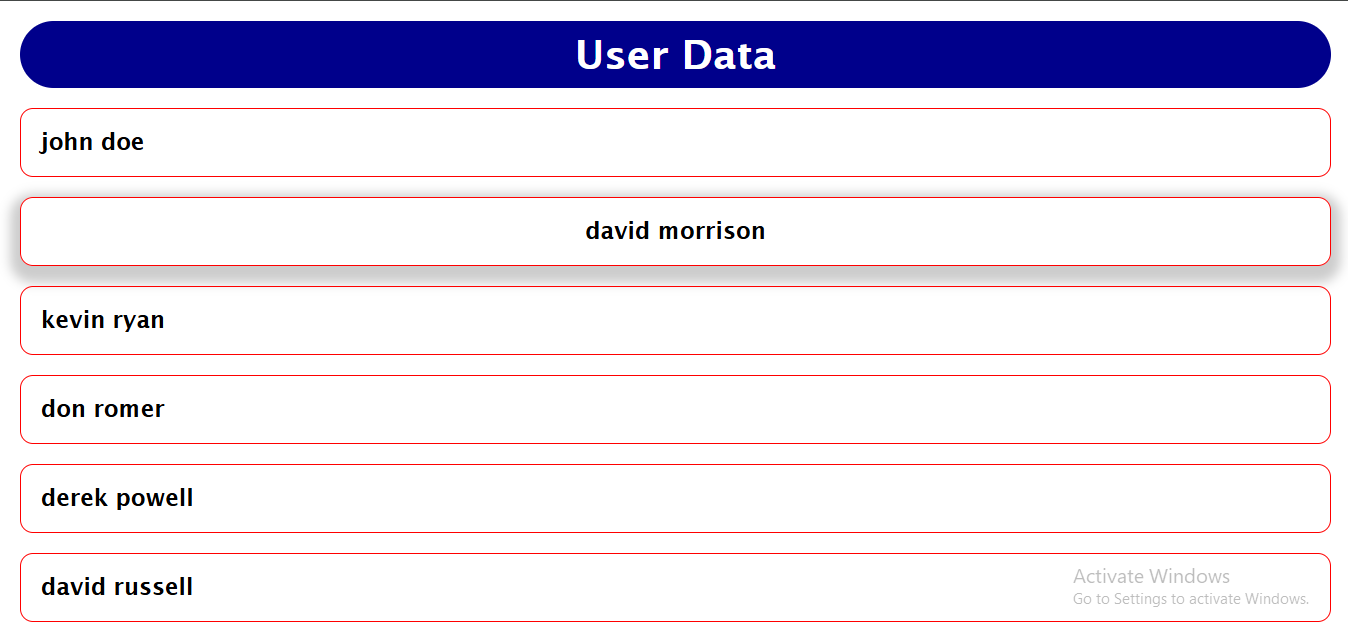 User Data
john doe
david morrison
kevin ryan
don romer
derek powell
david russell
Activate Windows
Go to Settings to activate Windows.